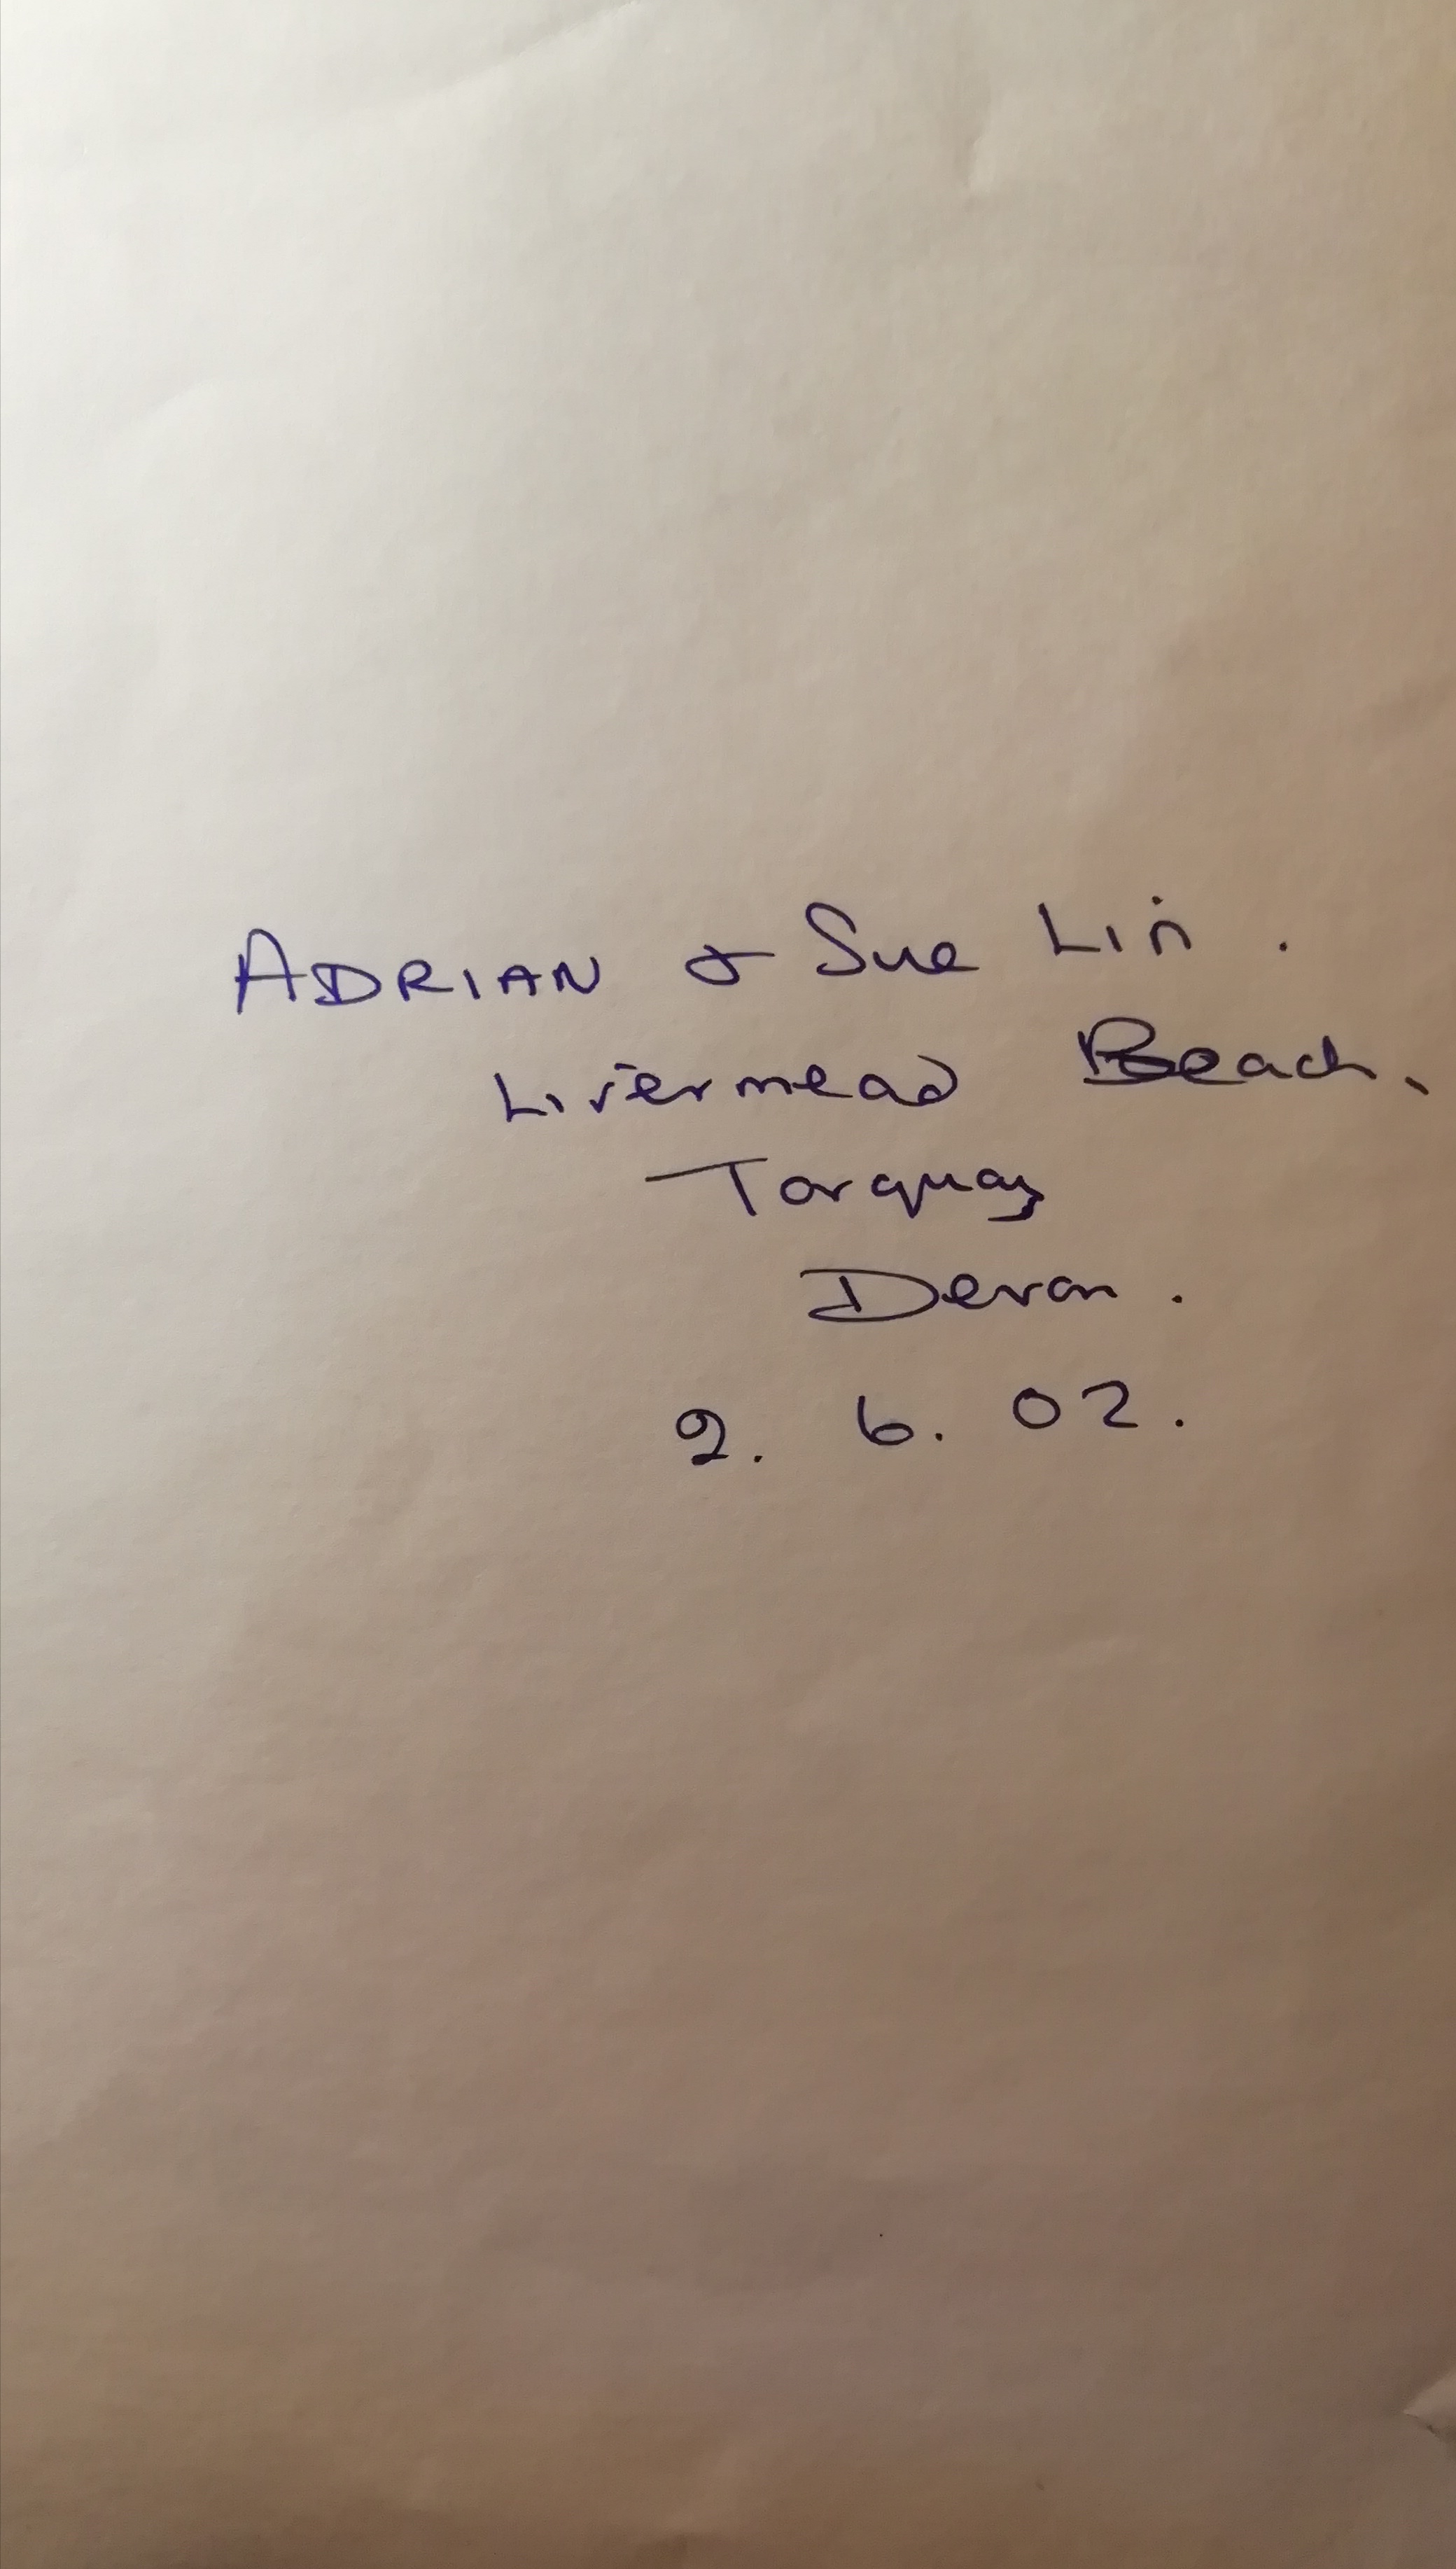 ADRIAN & Sue Lin.
Livermead Beach.
Torquay
Devon.
2. 6. 02.